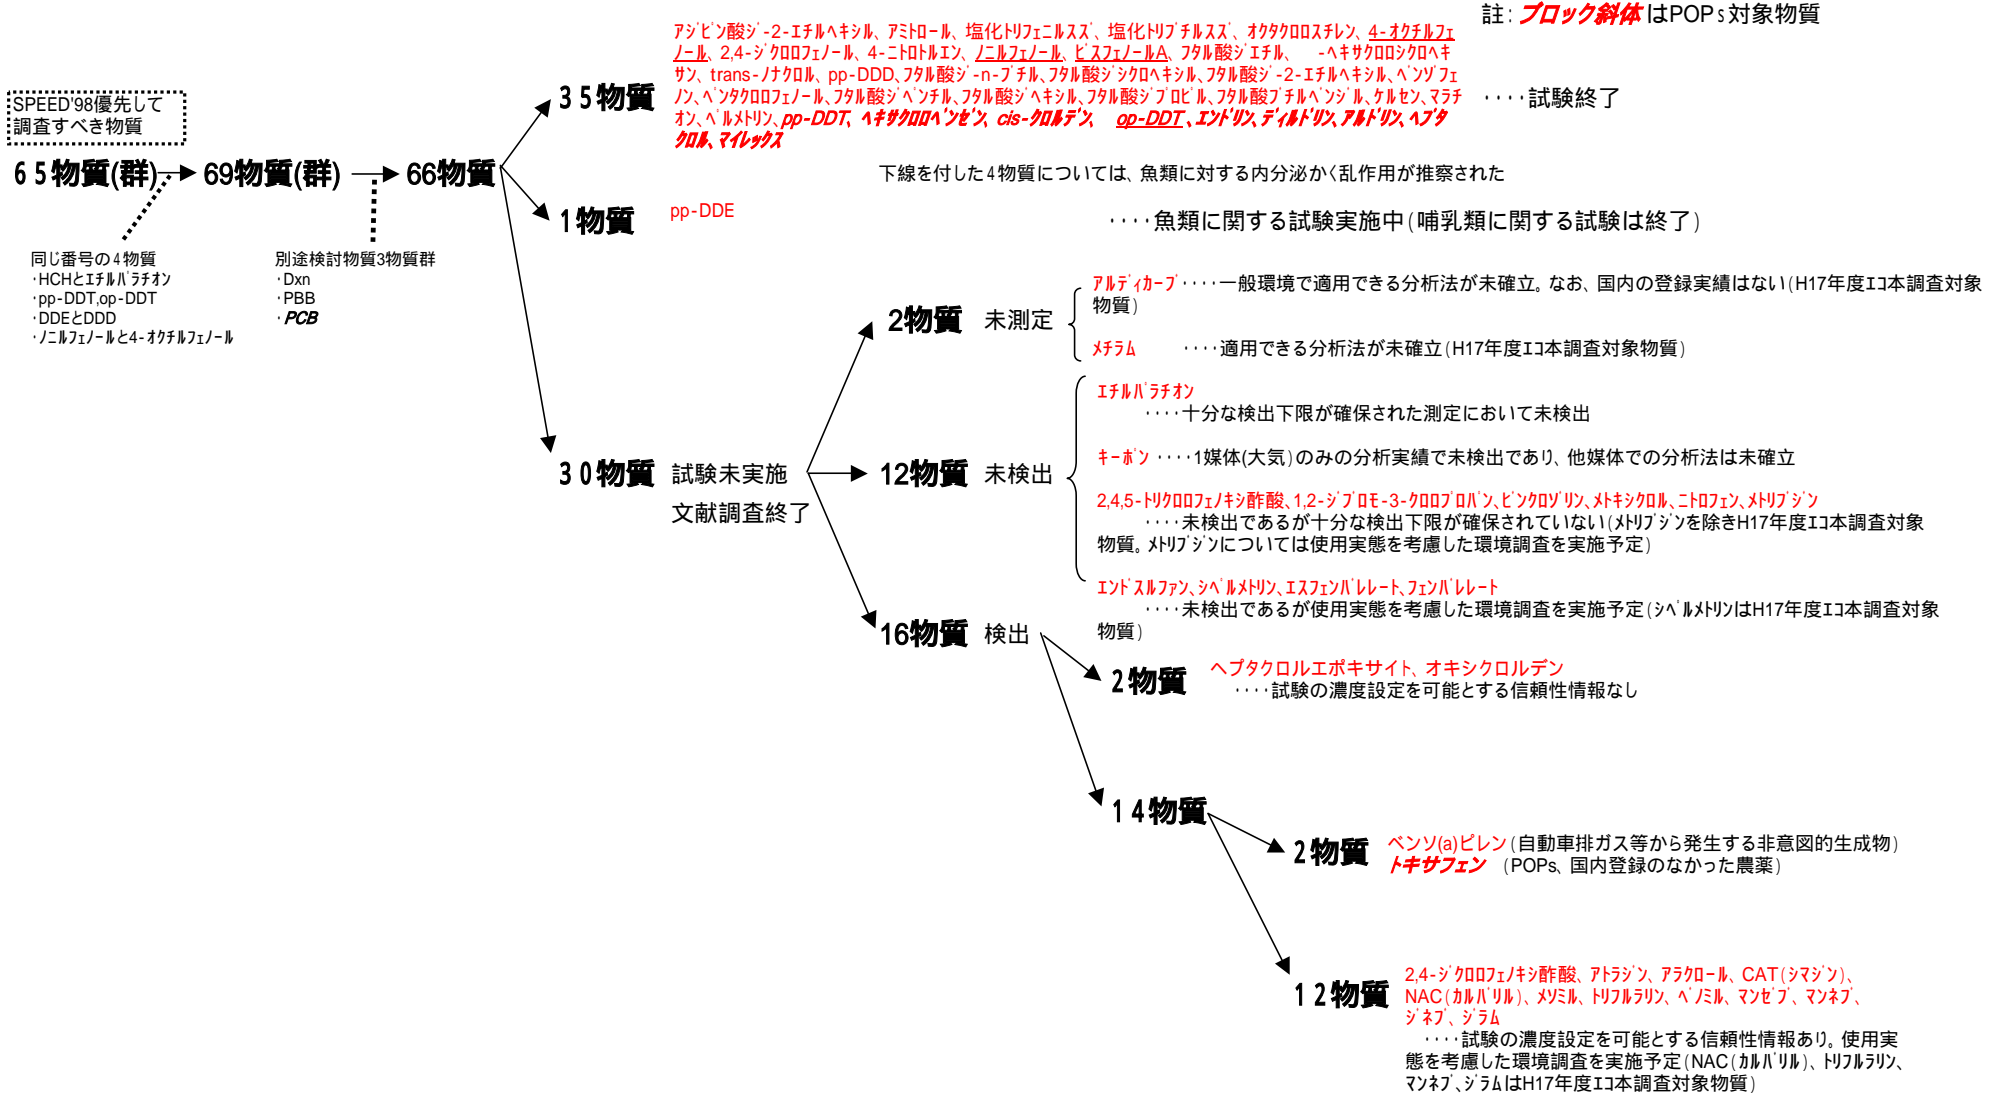 註: ブロック斜体はPOPs対象物質
アジピン酸ジ-2-エチルヘキシル、アミトロール、塩化トリフェニルスズ、塩化トリブチルスズ、オクタクロロスチレン、4-オクチルフェ
ノール、2,4-ジクロロフェノール、4-ニトロトルエン、ノニルフェノール、ビスフェノールA、フタル酸ジエチル、 -ヘキサクロロシクロヘキ
サン、trans-ノナクロル、pp-DDD、フタル酸ジ-n-ブチル、フタル酸ジシクロヘキシル、フタル酸ジ-2-エチルヘキシル、ベンゾフェ
ノン、ペンタクロロフェノール、フタル酸ジペンチル、フタル酸ジヘキシル、フタル酸ジプロピル、フタル酸ブチルベンジル、ケルセン、マラチ
オン、ペルメトリン、pp-DDT、ヘキサクロロベンゼン、cis-クロルデン、 op-DDT、エンドリン、ディルドリン、アルドリン、ヘプタ
クロル、マイレックス
35物質
････試験終了
SPEED'98優先して
調査すべき物質
65物質(群)
69物質(群)
66物質
下線を付した4物質については、魚類に対する内分泌かく乱作用が推察された
1物質
pp-DDE
････魚類に関する試験実施中(哺乳類に関する試験は終了)
同じ番号の4物質
･HCHとエチルパラチオン
･pp-DDT,op-DDT
･DDEとDDD
･ノニルフェノールと4-オクチルフェノール
別途検討物質3物質群
･Dxn
･PBB
･PCB
2物質 未測定
アルディカーブ････一般環境で適用できる分析法が未確立。なお、国内の登録実績はない(H17年度エコ本調査対象
物質)
メチラム ････適用できる分析法が未確立(H17年度エコ本調査対象物質)
30物質 試験未実施
文献調査終了
12物質 未検出
エチルパラチオン
････十分な検出下限が確保された測定において未検出
キーポン････1媒体(大気)のみの分析実績で未検出であり、他媒体での分析法は未確立
2,4,5-トリクロロフェノキシ酢酸、1,2-ジブロモ-3-クロロプロパン、ビンクロゾリン、メトキシクロル、ニトロフェン、メトリブジン
････未検出であるが十分な検出下限が確保されていない(メトリブジンを除きH17年度エコ本調査対象
物質。メトリブジンについては使用実態を考慮した環境調査を実施予定)
エンドスルファン、シペルメトリン、エスフェンバレレート、フェンバレレート
････未検出であるが使用実態を考慮した環境調査を実施予定(シペルメトリンはH17年度エコ本調査対象
物質)
16物質 検出
2物質
ヘプタクロルエポキサイト、オキシクロルデン
････試験の濃度設定を可能とする信頼性情報なし
14物質
2物質
ベンソ(a)ピレン(自動車排ガス等から発生する非意図的生成物)
トキサフェン (POPs、国内登録のなかった農薬)
12物質
2,4-ジクロロフェノキシ酢酸、アトラジン、アラクロール、CAT(シマジン)、
NAC(カルバリル)、メソミル、トリフルラリン、ベノミル、マンゼブ、マンネブ、
ジネブ、ジラム
････試験の濃度設定を可能とする信頼性情報あり。使用実
態を考慮した環境調査を実施予定(NAC(カルバリル)、トリフルラリン、
マンネブ、ジラムはH17年度エコ本調査対象物質)